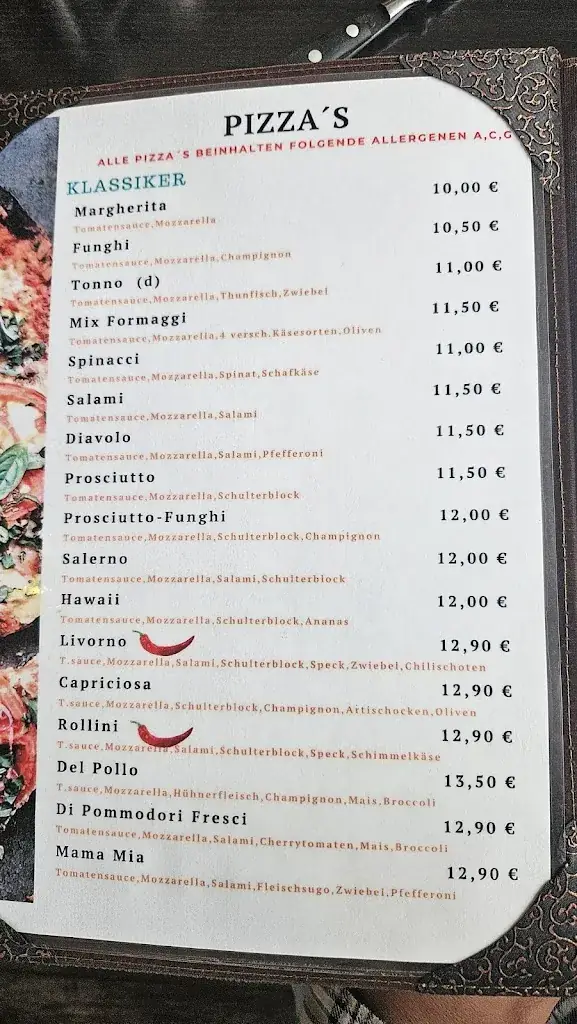 PIZZA´S
ALLE PIZZA´S BEINHALTEN FOLGENDE ALLERGENEN A,C,G
KLASSIKER
Margherita 10,00 €
Tomatensauce,Mozzarella
Funghi 10,50 €
Tomatensauce,Mozzarella,Champignon
Tonno (d) 11,00 €
Tomatensauce,Mozzarella,Thunfisch,Zwiebel
Mix Formaggi 11,50 €
Tomatensauce,Mozzarella,4 versch.Käsesorten,Oliven
Spinacci 11,00 €
Tomatensauce,Mozzarella,Spinat,Schafkäse
Salami 11,50 €
Tomatensauce,Mozzarella,Salami
Diavolo 11,50 €
Tomatensauce,Mozzarella,Salami,Pfefferoni
Prosciutto 11,50 €
Tomatensauce,Mozzarella,Schulterblock
Prosciutto-Funghi 12,00 €
Tomatensauce,Mozzarella,Schulterblock,Champignon
Salerno 12,00 €
Tomatensauce,Mozzarella,Salami,Schulterblock
Hawaii 12,00 €
Tomatensauce,Mozzarella,Schulterblock,Ananas
Livorno 12,90 €
T.sauce,Mozzarella,Salami,Schulterblock,Speck,Zwiebel,Chilischoten
Capriciosa 12,90 €
T.sauce,Mozzarella,Schulterblock,Champignon,Artischocken,Oliven
Rollini 12,90 €
T.sauce,Mozzarella,Salami,Schulterblock,Speck,Schimmelkäse
Del Pollo 13,50 €
T.sauce,Mozzarella,Hühnerfleisch,Champignon,Mais,Broccoli
Di Pommodori Fresci 12,90 €
Tomatensauce,Mozzarella,Salami,Cherrytomaten,Mais,Broccoli
Mama Mia 12,90 €
Tomatensauce,Mozzarella,Salami,Fleischsugo,Zwiebel,Pfefferoni